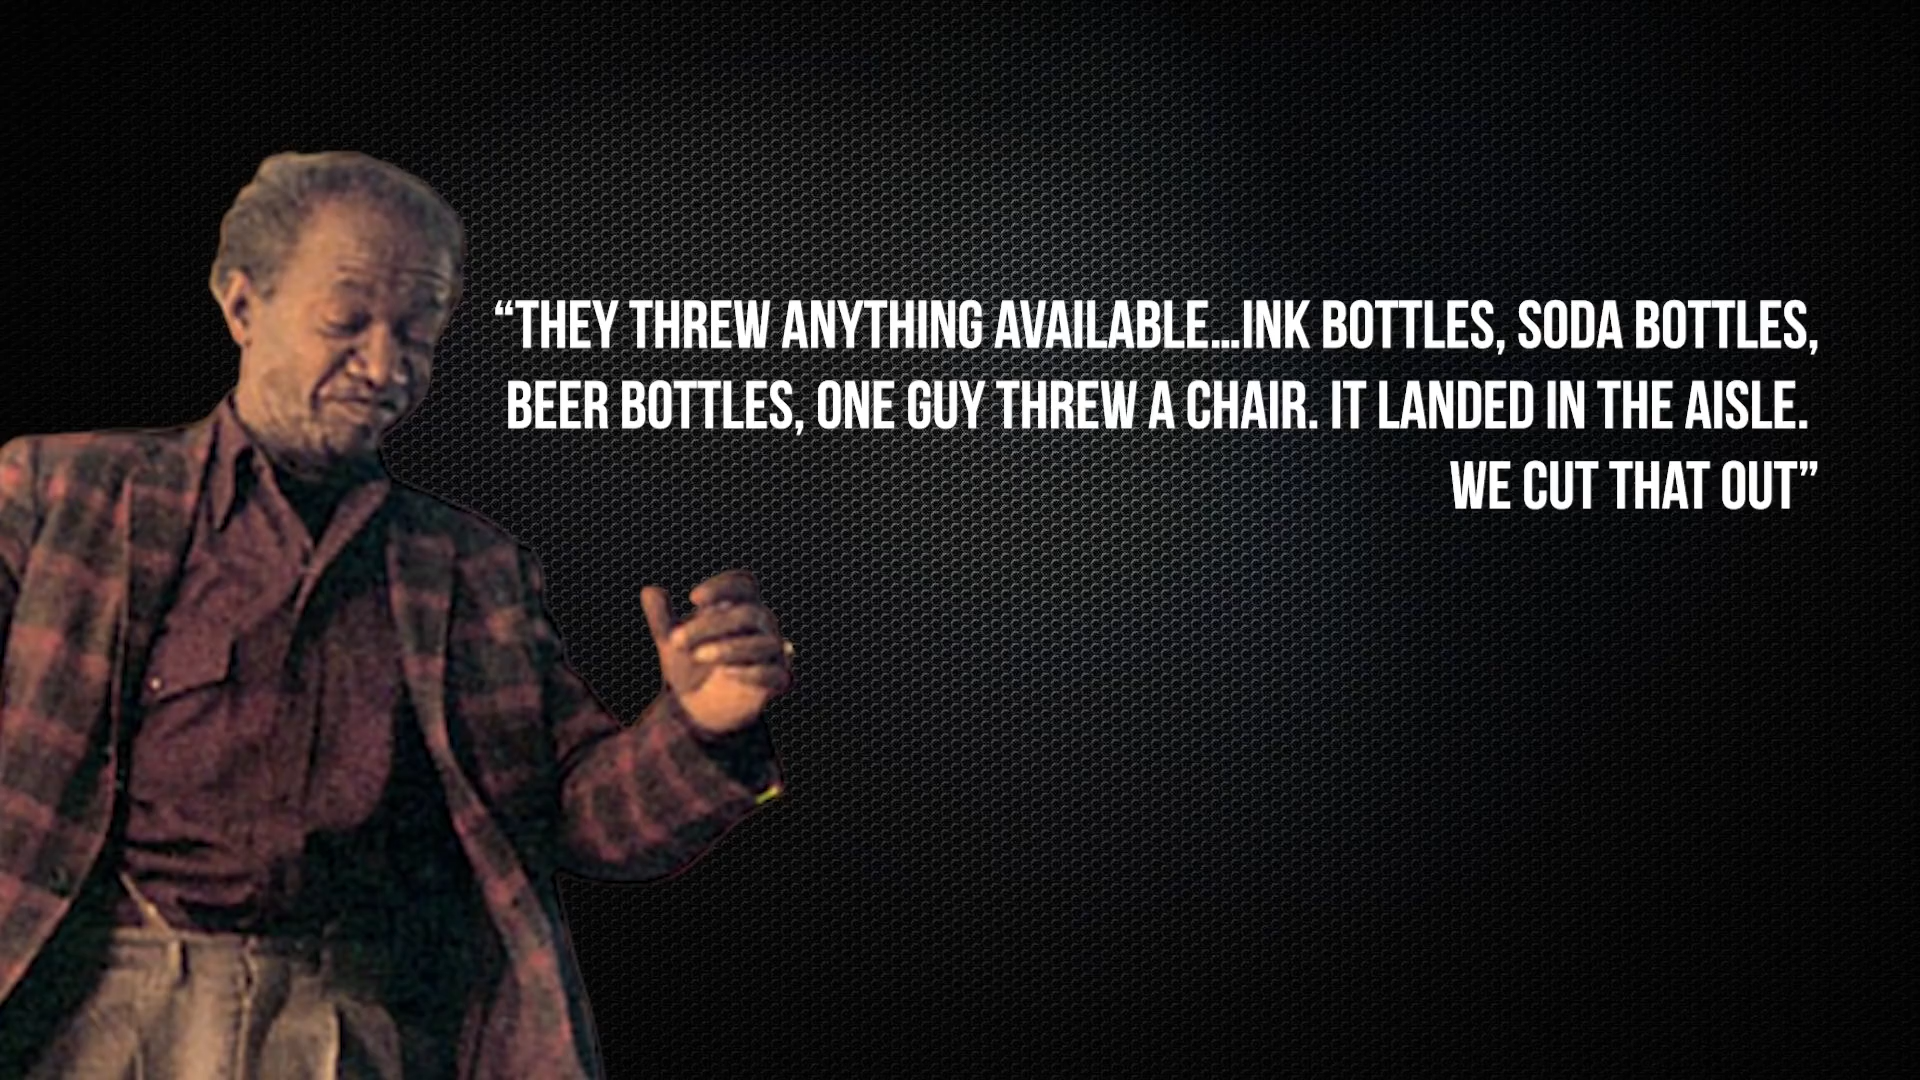 “THEY THREW ANYTHING AVAILABLE...INK BOTTLES, SODA BOTTLES,
BEER BOTTLES, ONE GUY THREW A CHAIR. IT LANDED IN THE AISLE.
WE CUT THAT OUT”